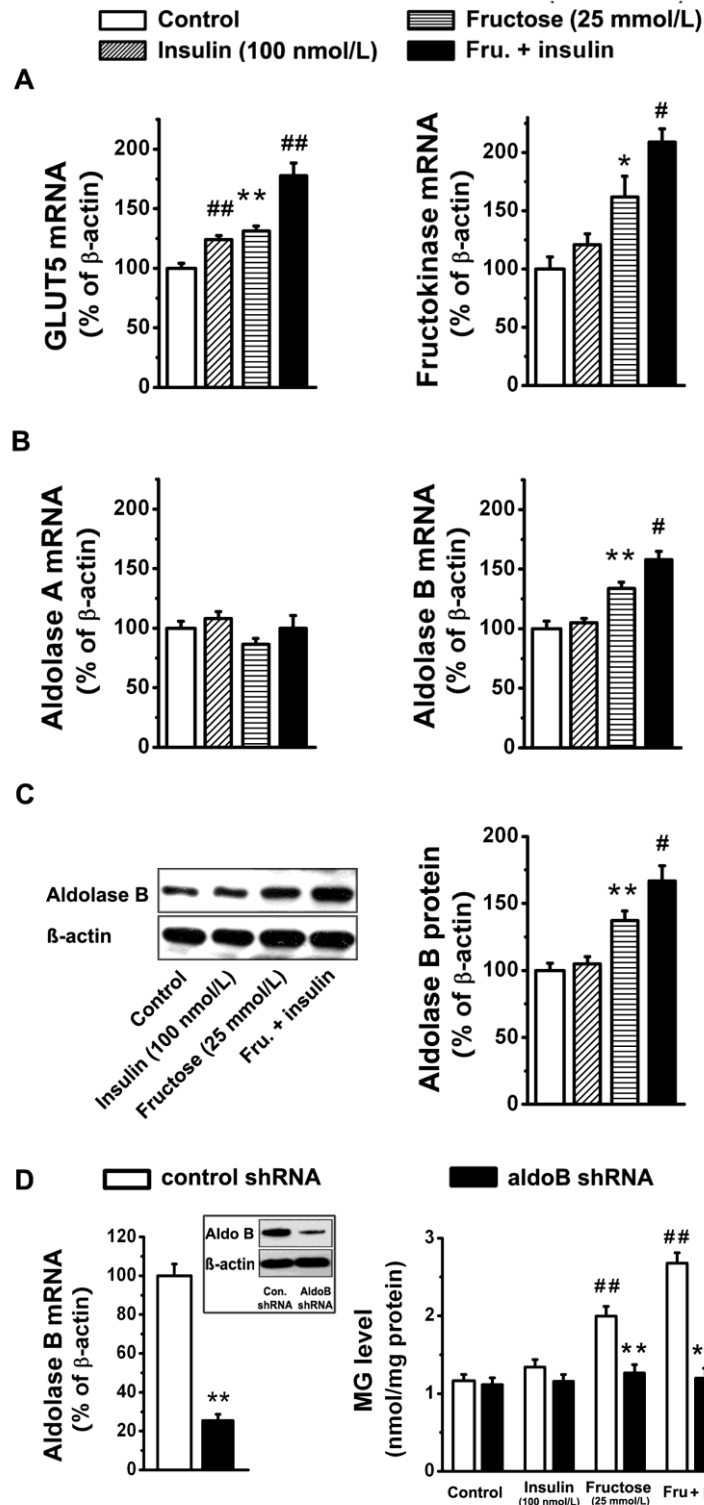 Control
Fructose (25 mmol/L)
Insulin (100 nmol/L)
Fru. + insulin
A
GLUT5 mRNA
(% of β-actin)
200
150
100
50
0
##
**
##
Fructokinase mRNA
(% of β-actin)
200
150
100
50
0
*
#
B
Aldolase A mRNA
(% of β-actin)
200
150
100
50
0
Aldolase B mRNA
(% of β-actin)
200
150
100
50
0
**
#
C
Aldolase B
ß-actin
Control
Insulin (100 nmol/L)
Fructose (25 mmol/L)
Fru. + insulin
Aldolase B protein
(% of β-actin)
200
150
100
50
0
**
#
D
control shRNA
aldoB shRNA
Aldolase B mRNA
(% of β-actin)
120
100
80
60
40
20
0
**
Aldo B
ß-actin
Con. AldoB
shRNA shRNA
MG level
(nmol/mg protein)
3
2
1
0
##
**
##
*
Control
Insulin
(100 nmol/L)
Fructose
(25 mmol/L)
Fru +